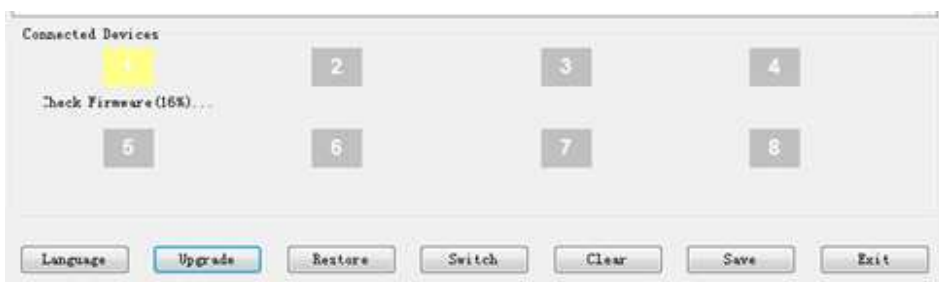 Connected Devices
1 2 3 4
Check Firmware(16%)...
5 6 7 8
Language Upgrade Restore Switch Clear Save Exit